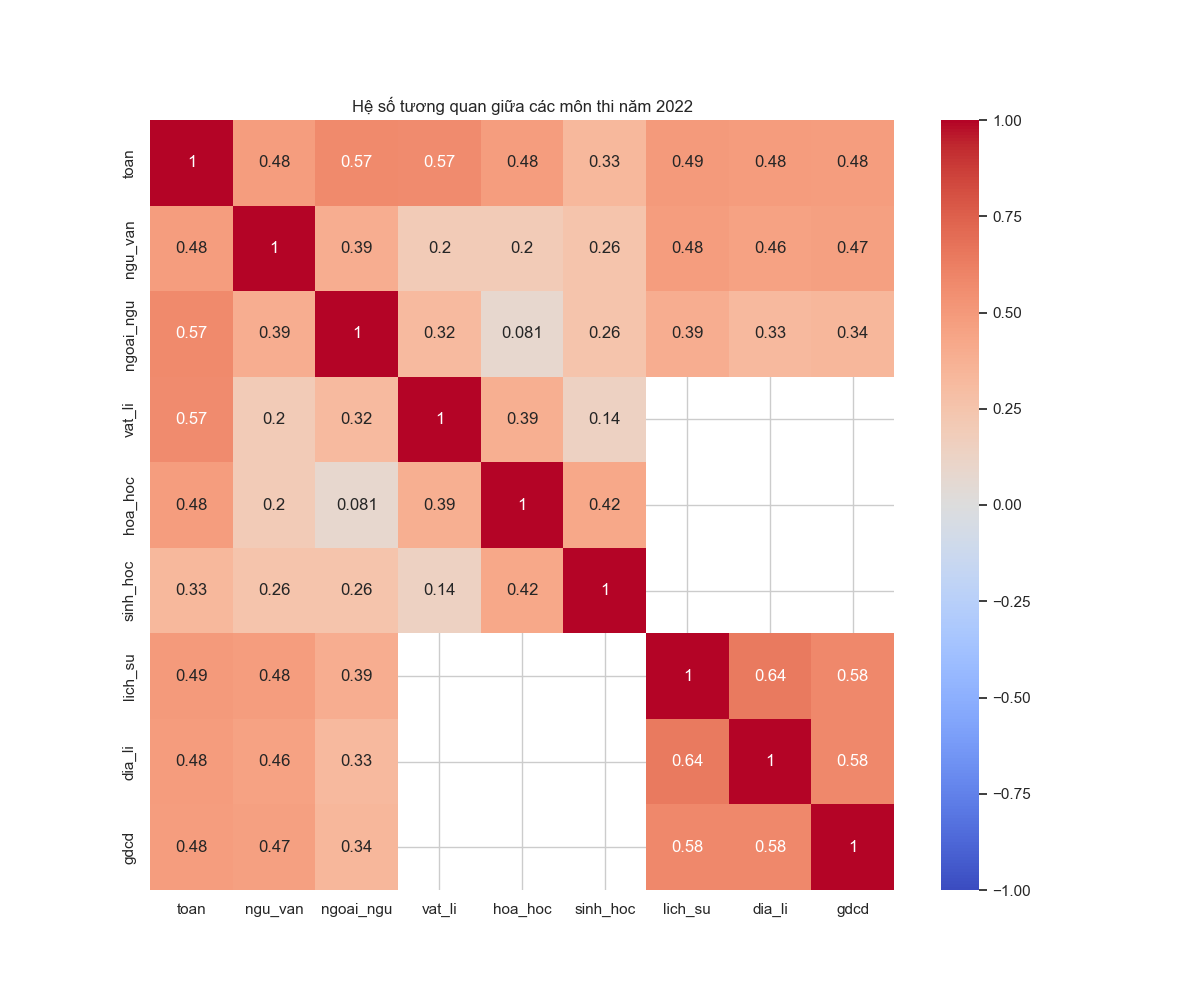 Hệ số tương quan giữa các môn thi năm 2022
toan 1 0.48 0.57 0.57 0.48 0.33 0.49 0.48 0.48
ngu_van 0.48 1 0.39 0.2 0.2 0.26 0.48 0.46 0.47
ngoai_ngu 0.57 0.39 1 0.32 0.081 0.26 0.39 0.33 0.34
vat_li 0.57 0.2 0.32 1 0.39 0.14
hoa_hoc 0.48 0.2 0.081 0.39 1 0.42
sinh_hoc 0.33 0.26 0.26 0.14 0.42 1
lich_su 0.49 0.48 0.39 1 0.64 0.58
dia_li 0.48 0.46 0.33 0.64 1 0.58
gdcd 0.48 0.47 0.34 0.58 0.58 1
toan ngu_van ngoai_ngu vat_li hoa_hoc sinh_hoc lich_su dia_li gdcd
1.00
0.75
0.50
0.25
0.00
−0.25
−0.50
−0.75
−1.00